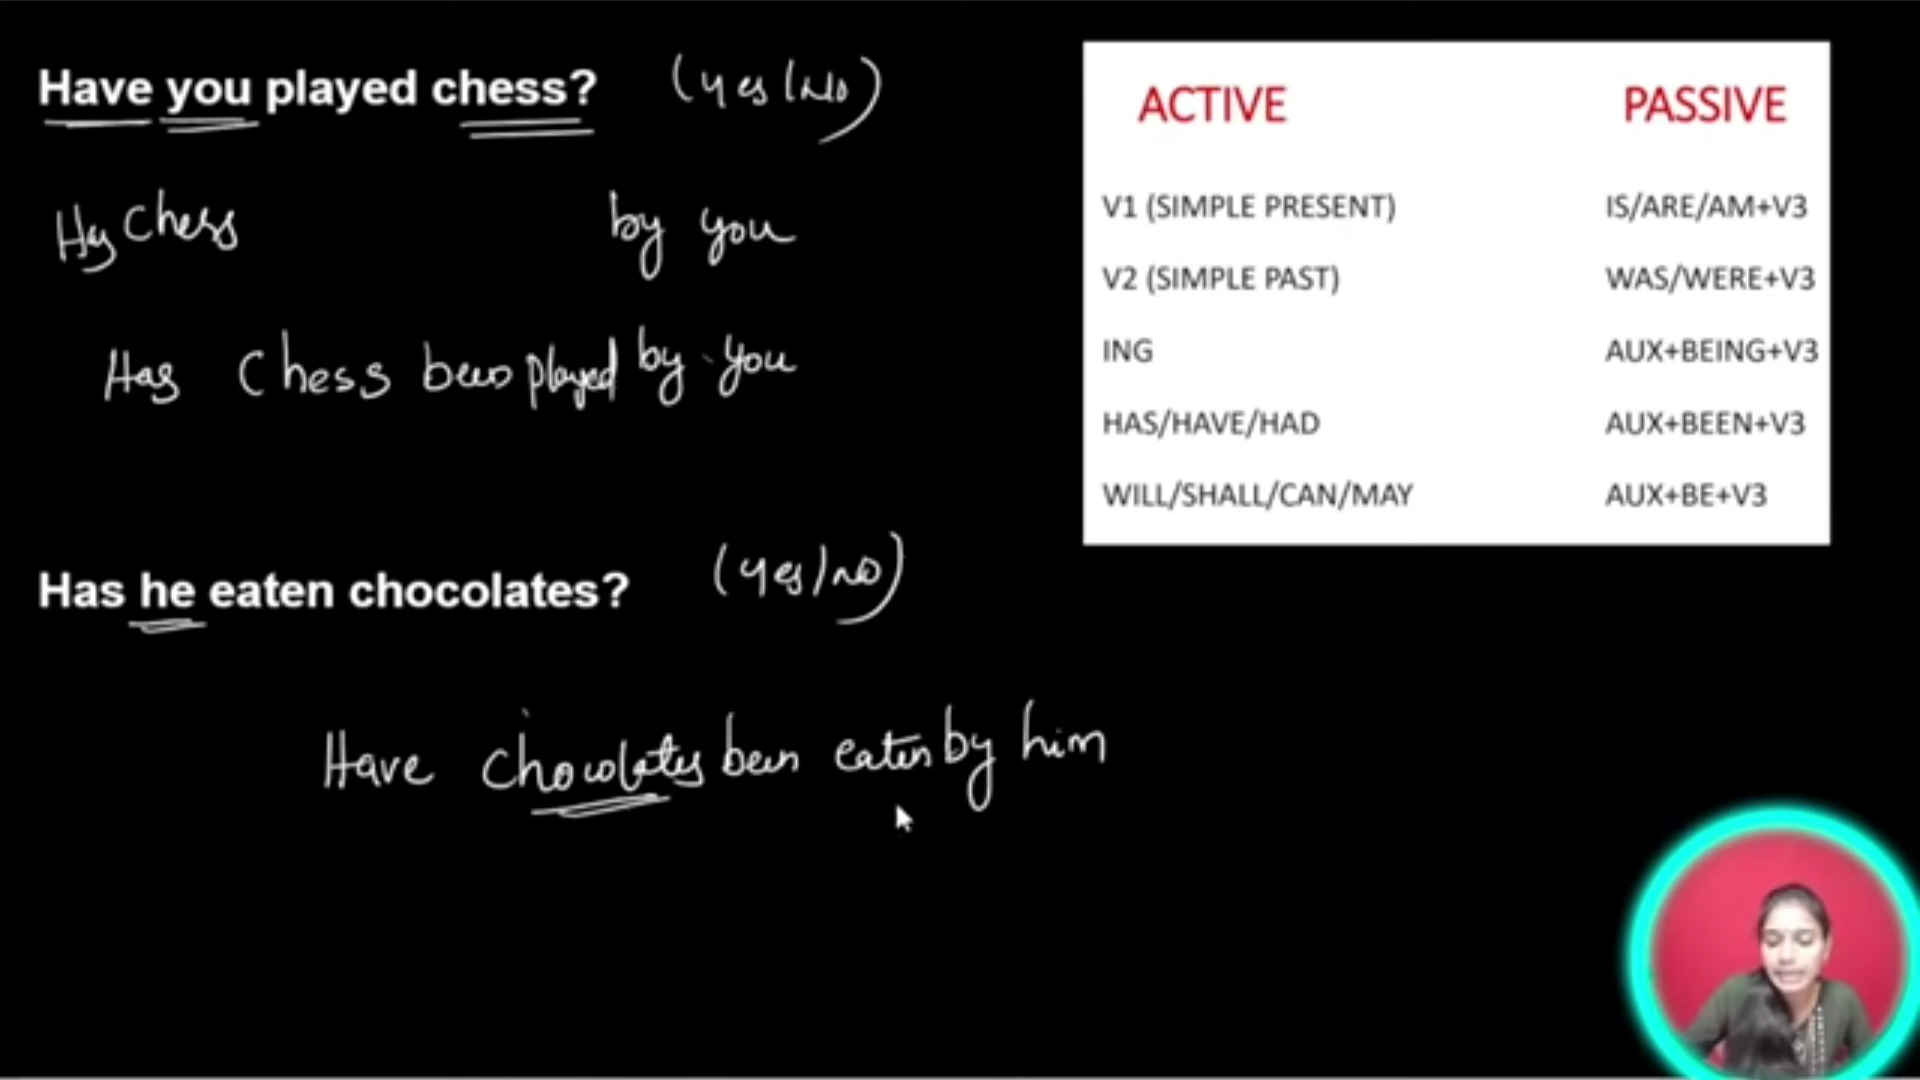 Have you played chess? (Yes/No)
Has Chess by you
Has Chess been played by you
Has he eaten chocolates? (Yes/No)
Have chocolates been eaten by him
ACTIVE PASSIVE
V1 (SIMPLE PRESENT) IS/ARE/AM+V3
V2 (SIMPLE PAST) WAS/WERE+V3
ING AUX+BEING+V3
HAS/HAVE/HAD AUX+BEEN+V3
WILL/SHALL/CAN/MAY AUX+BE+V3